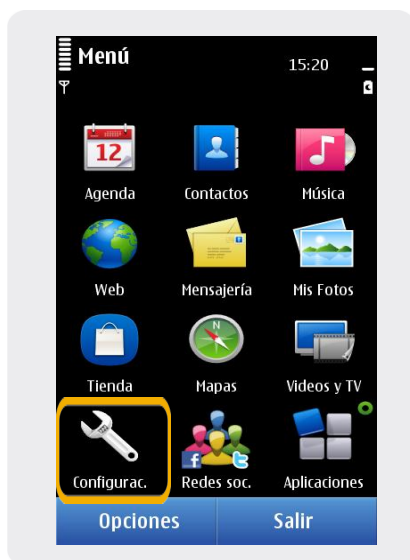 Menú
15:20
12
Agenda
Contactos
Música
Web
Mensajería
Mis Fotos
N
Tienda
Mapas
Videos y TV
f
Configurac.
Redes soc.
Aplicaciones
Opciones
Salir